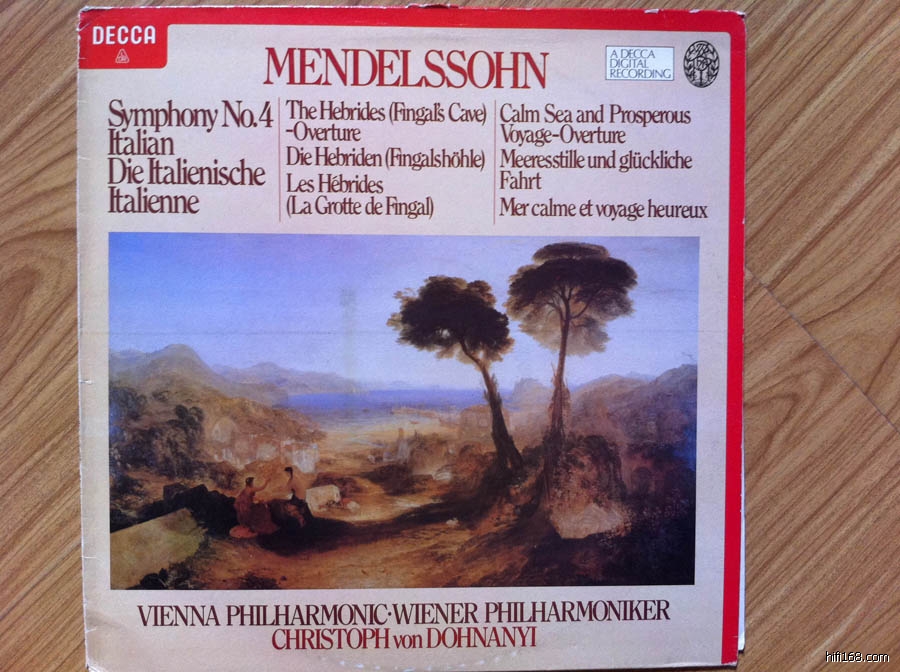 DECCA
MENDELSSOHN
A DECCA
DIGITAL
RECORDING
Symphony No.4
Italian
Die Italienische
Italienne
The Hebrides (Fingal's Cave)
-Overture
Die Hebriden (Fingalshöhle)
Les Hébrides
(La Grotte de Fingal)
Calm Sea and Prosperous
Voyage-Overture
Meeresstille und glückliche
Fahrt
Mer calme et voyage heureux
VIENNA PHILHARMONIC·WIENER PHILHARMONIKER
CHRISTOPH von DOHNANYI
hifi168.com